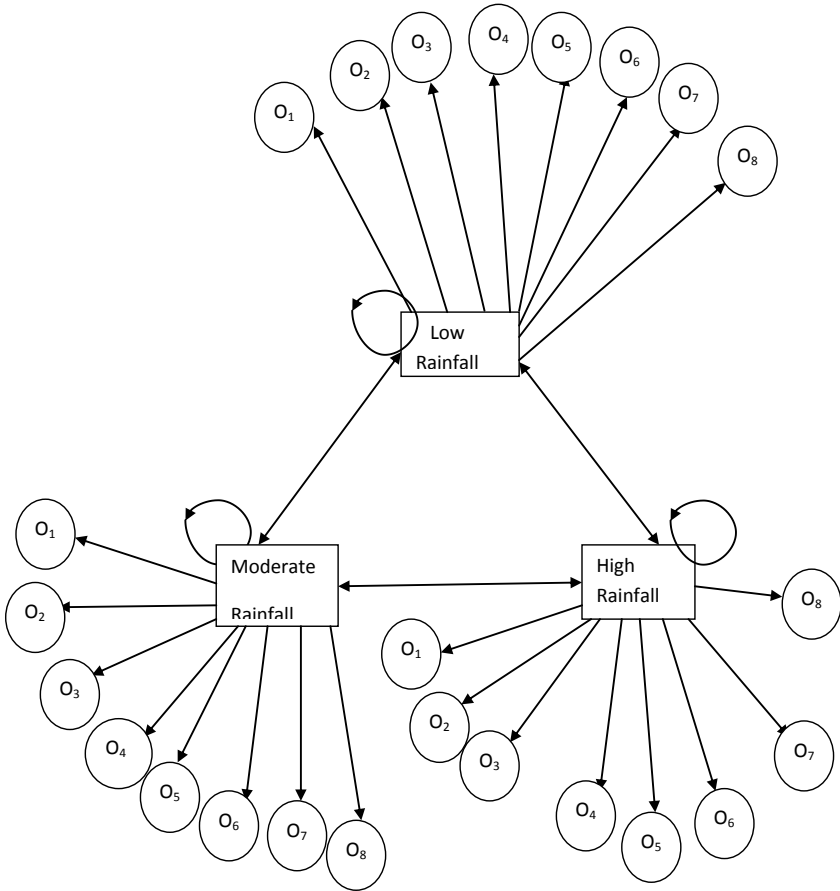 O₁
O₂
O₃
O₄
O₅
O₆
O₇
O₈
Low
Rainfall
Moderate
Rainfall
O₁
O₂
O₃
O₄
O₅
O₆
O₇
O₈
High
Rainfall
O₁
O₂
O₃
O₄
O₅
O₆
O₇
O₈